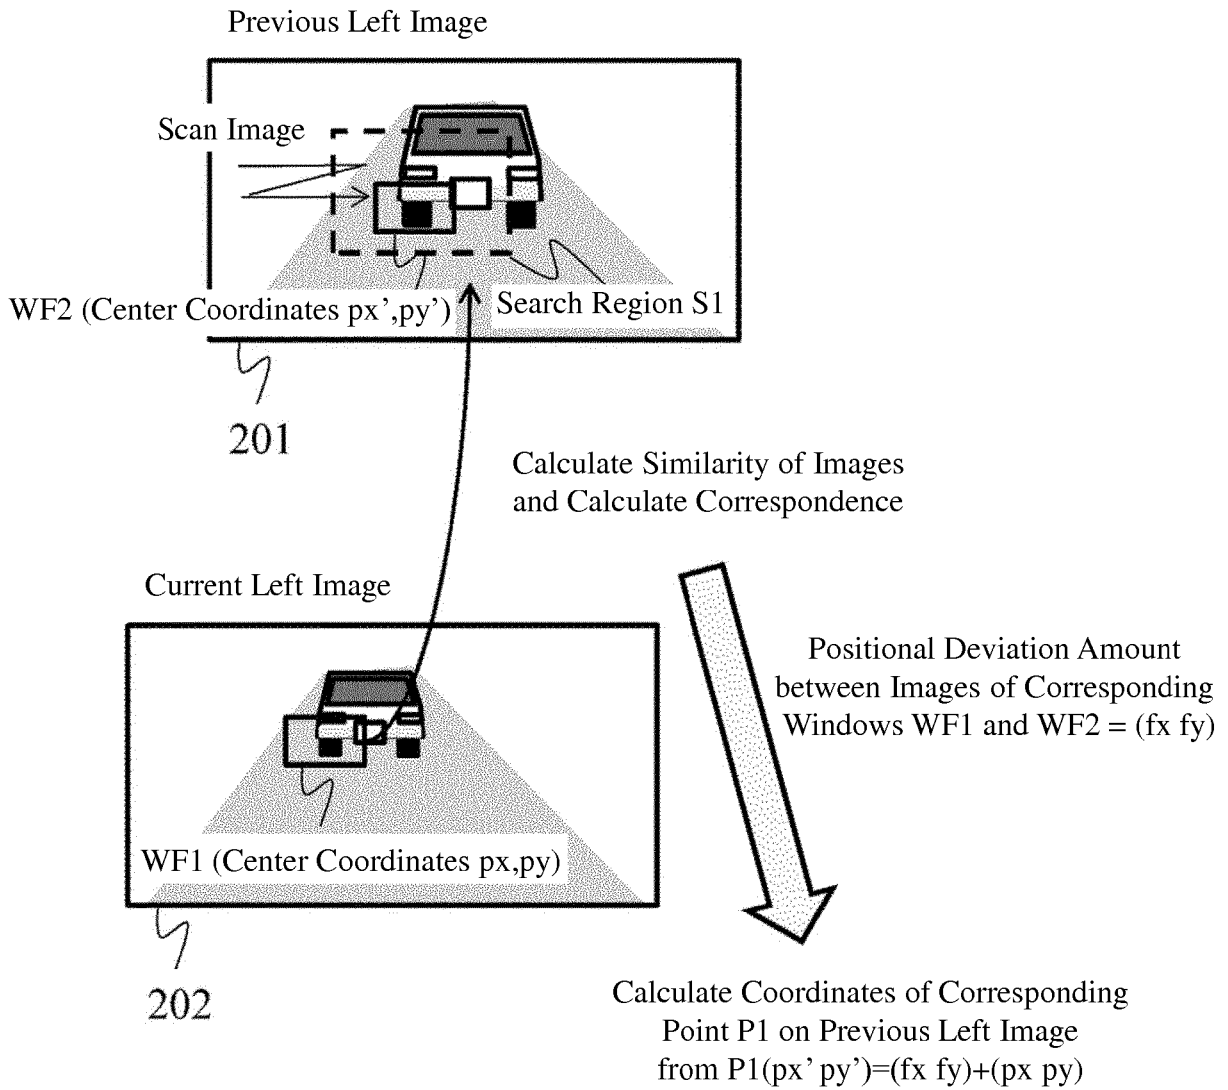 Previous Left Image
Scan Image
WF2 (Center Coordinates px’,py’)
Search Region S1
201
Calculate Similarity of Images
and Calculate Correspondence
Current Left Image
Positional Deviation Amount
between Images of Corresponding
Windows WF1 and WF2 = (fx fy)
WF1 (Center Coordinates px,py)
202
Calculate Coordinates of Corresponding
Point P1 on Previous Left Image
from P1(px’ py’)=(fx fy)+(px py)